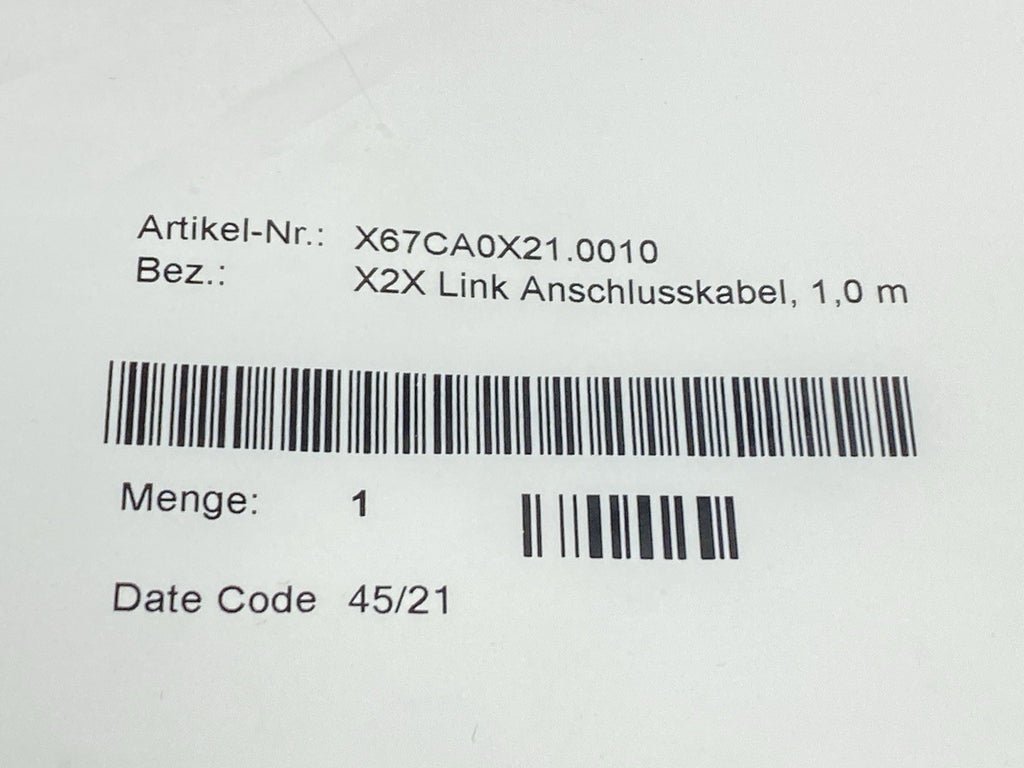 Artikel-Nr.: X67CA0X21.0010
Bez.: X2X Link Anschlusskabel, 1,0 m
Menge: 1
Date Code 45/21